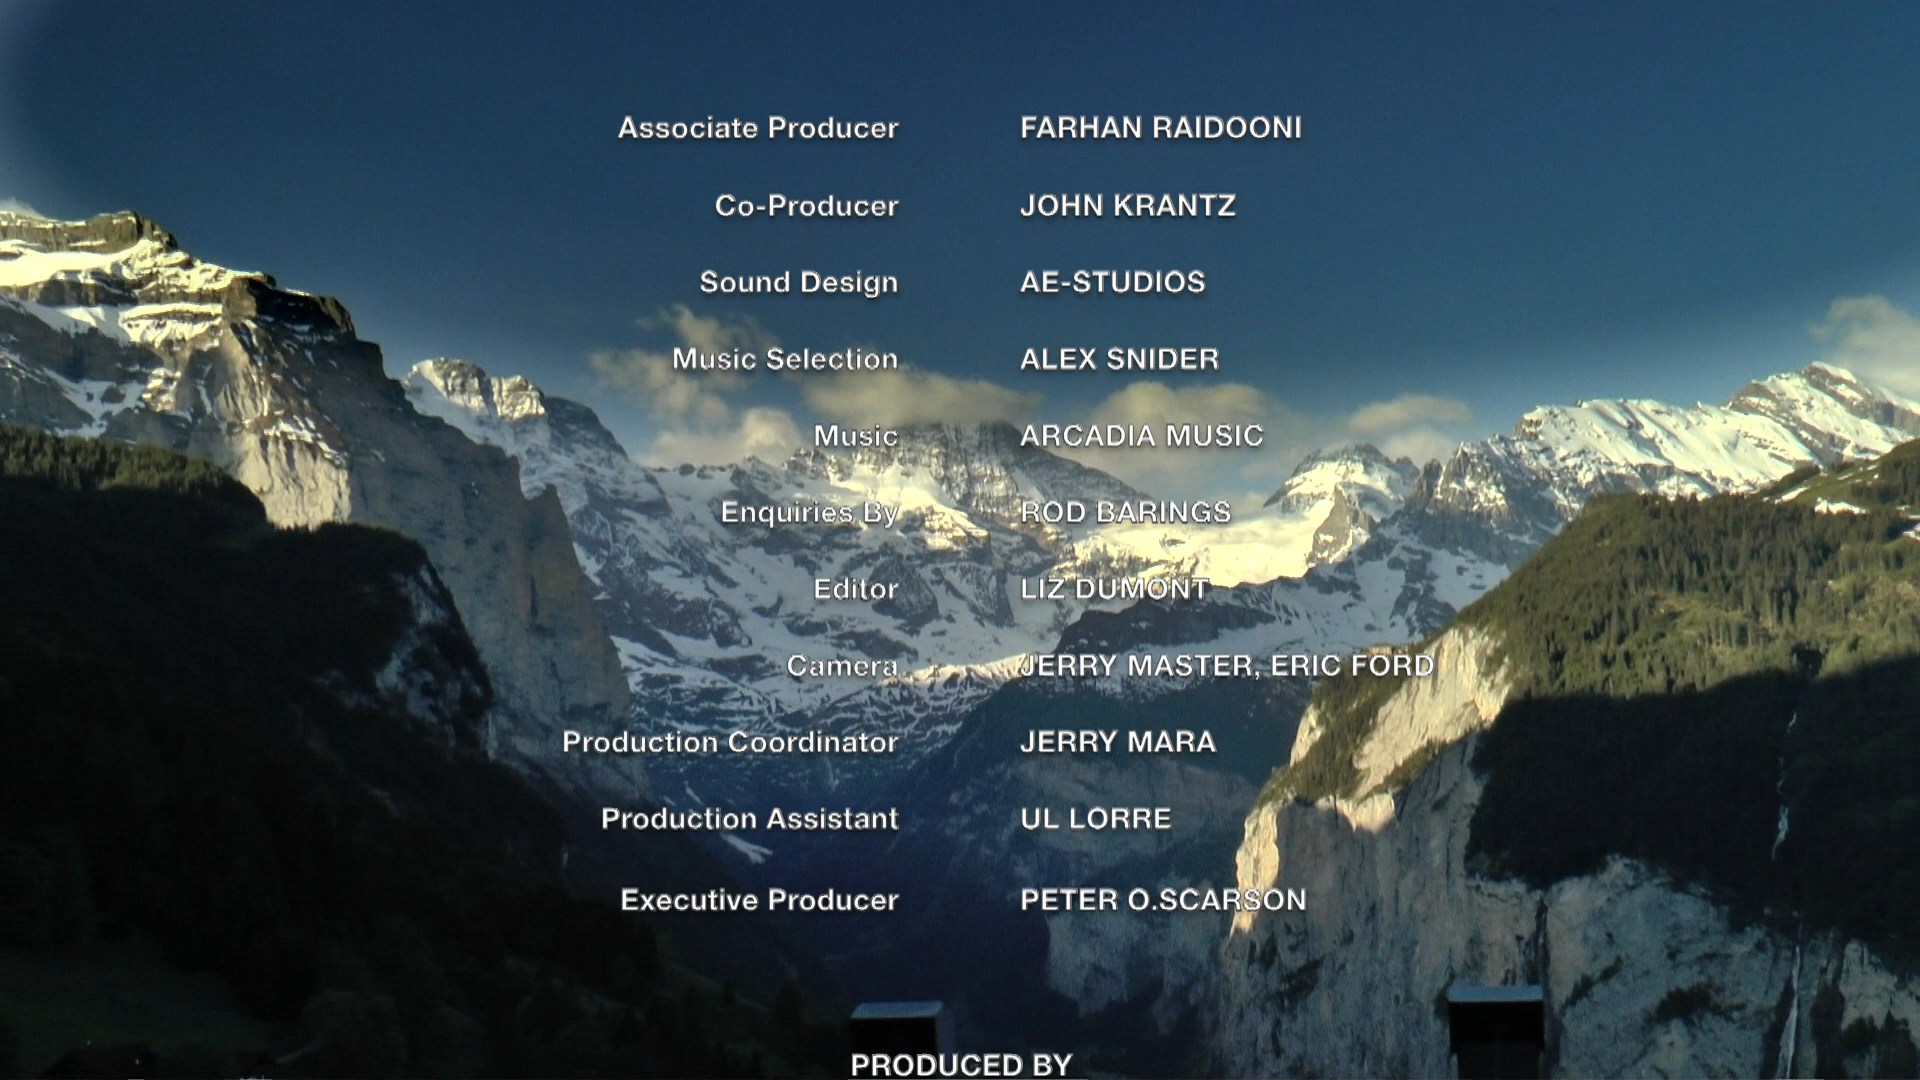 Associate Producer FARHAN RAIDOONI
Co-Producer JOHN KRANTZ
Sound Design AE-STUDIOS
Music Selection ALEX SNIDER
Music ARCADIA MUSIC
Enquiries By ROD BARINGS
Editor LIZ DUMONT
Camera JERRY MASTER, ERIC FORD
Production Coordinator JERRY MARA
Production Assistant UL LORRE
Executive Producer PETER O.SCARSON
PRODUCED BY